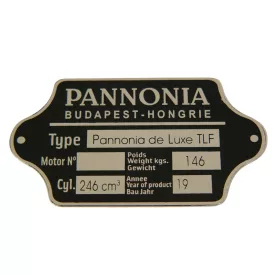 PANNONIA
BUDAPEST-HONGRIE
Type Pannonia de Luxe TLF
Motor N° Poids
Weight kgs. 146
Gewicht
Cyl. 246 cm³ Annee
Year of product 19
Bau Jahr